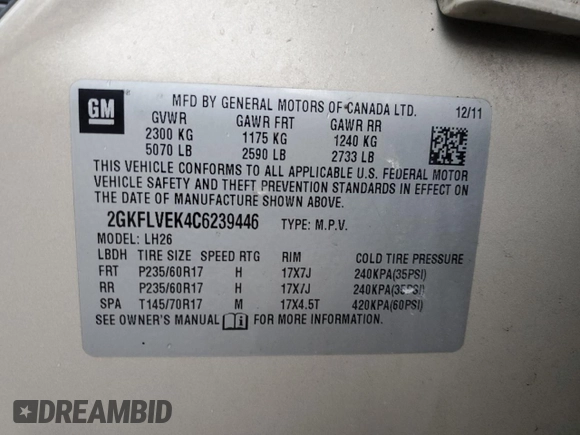 GM
MFD BY GENERAL MOTORS OF CANADA LTD. 12/11
GVWR GAWR FRT GAWR RR
2300 KG 1175 KG 1240 KG
5070 LB 2590 LB 2733 LB
THIS VEHICLE CONFORMS TO ALL APPLICABLE U.S. FEDERAL MOTOR
VEHICLE SAFETY AND THEFT PREVENTION STANDARDS IN EFFECT ON
THE DATE OF MANUFACTURE SHOWN ABOVE.
2GKFLVEK4C6239446 TYPE: M.P.V.
MODEL: LH26
LBDH TIRE SIZE SPEED RTG RIM COLD TIRE PRESSURE
FRT P235/60R17 H 17X7J 240KPA(35PSI)
RR P235/60R17 H 17X7J 240KPA(35PSI)
SPA T145/70R17 M 17X4.5T 420KPA(60PSI)
SEE OWNER'S MANUAL FOR MORE INFORMATION.
DREAMBID